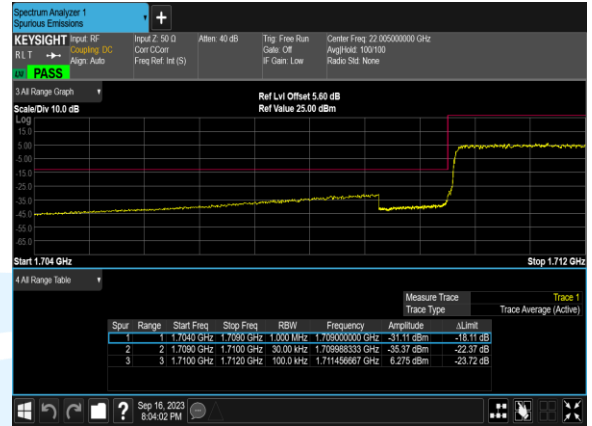 Spectrum Analyzer 1
Spurious Emissions
+
KEYSIGHT Input: RF Input Z: 50 Ω Atten: 40 dB Trig: Free Run Center Freq: 22.005000000 GHz
RLT Coupling: DC Corr CCorr Gate: Off Avg|Hold: 100/100
Align: Auto Freq Ref: Int (S) IF Gain: Low Radio Std: None
LM PASS
3 All Range Graph
Ref Lvl Offset 5.60 dB
Scale/Div 10.0 dB Ref Value 25.00 dBm
Log
15.0
5.00
-5.00
-15.0
-25.0
-35.0
-45.0
-55.0
-65.0
Start 1.704 GHz Stop 1.712 GHz
4 All Range Table
Measure Trace Trace 1
Trace Type Trace Average (Active)
Spur Range Start Freq Stop Freq RBW Frequency Amplitude ΔLimit
1 1 1.7040 GHz 1.7090 GHz 1.000 MHz 1.709000000 GHz -31.11 dBm -18.11 dB
2 2 1.7090 GHz 1.7100 GHz 30.00 kHz 1.709988333 GHz -35.37 dBm -22.37 dB
3 3 1.7100 GHz 1.7120 GHz 100.0 kHz 1.711456667 GHz 6.275 dBm -23.72 dB
? Sep 16, 2023
8:04:02 PM